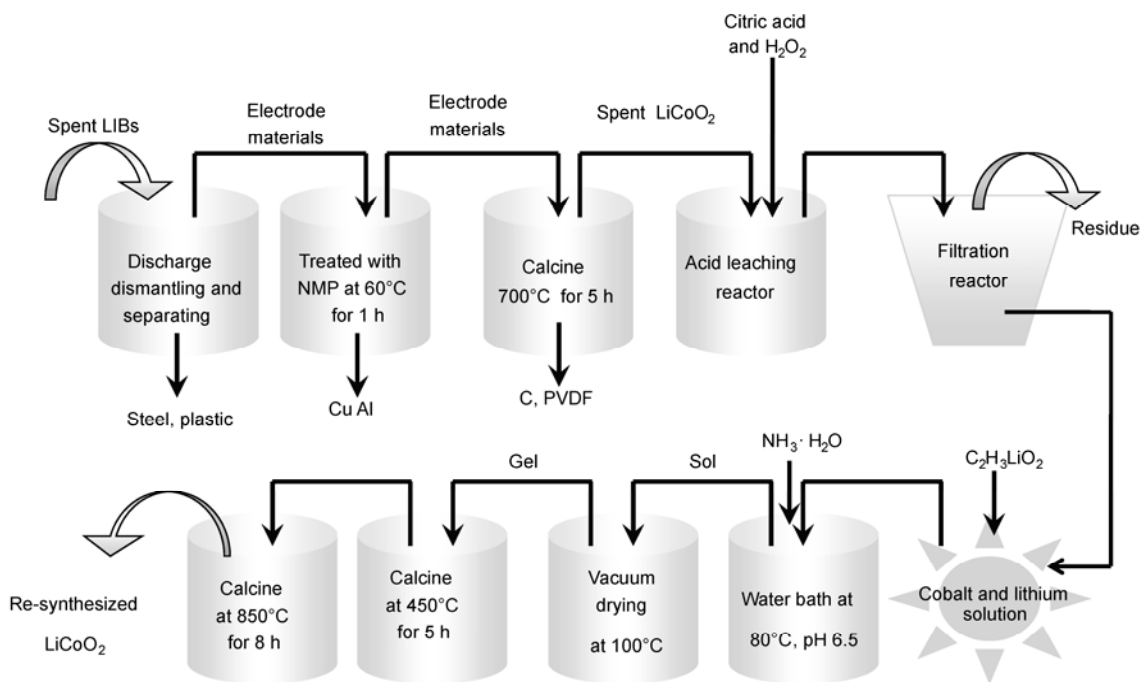 Citric acid
and H₂O₂
Spent LIBs
Electrode
materials
Electrode
materials
Spent LiCoO₂
Discharge
dismantling and
separating
Treated with
NMP at 60°C
for 1 h
Calcine
700°C for 5 h
Acid leaching
reactor
Filtration
reactor
Residue
Steel, plastic
Cu Al
C, PVDF
NH₃· H₂O
C₂H₃LiO₂
Gel
Sol
Re-synthesized
LiCoO₂
Calcine
at 850°C
for 8 h
Calcine
at 450°C
for 5 h
Vacuum
drying
at 100°C
Water bath at
80°C, pH 6.5
Cobalt and lithium
solution